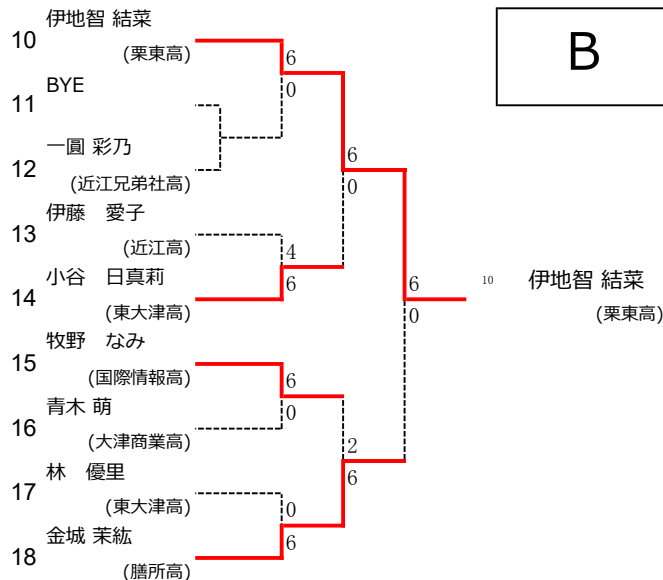 B
10 伊地智 結菜
(栗東高)
11 BYE
12 一圓 彩乃
(近江兄弟社高)
13 伊藤　愛子
(近江高)
14 小谷　日真莉
(東大津高)
15 牧野　なみ
(国際情報高)
16 青木 萌
(大津商業高)
17 林　優里
(東大津高)
18 金城 茉紘
(膳所高)
6
0
4
6
6
0
0
6
6
0
2
6
6
0
10 伊地智 結菜
(栗東高)